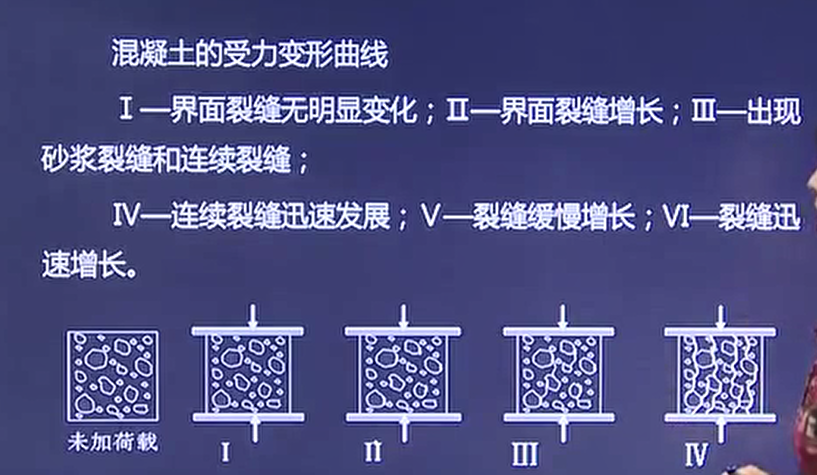 混凝土的受力变形曲线
Ⅰ—界面裂缝无明显变化；Ⅱ—界面裂缝增长；Ⅲ—出现
砂浆裂缝和连续裂缝；
Ⅳ—连续裂缝迅速发展；Ⅴ—裂缝缓慢增长；Ⅵ—裂缝迅
速增长。
未加荷载 Ⅰ Ⅱ Ⅲ Ⅳ